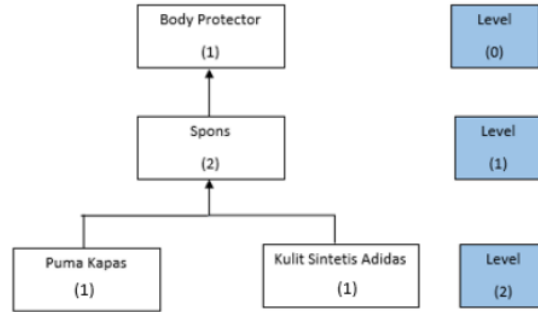 Body Protector
(1)
Level
(0)
Spons
(2)
Level
(1)
Puma Kapas
(1)
Kulit Sintetis Adidas
(1)
Level
(2)